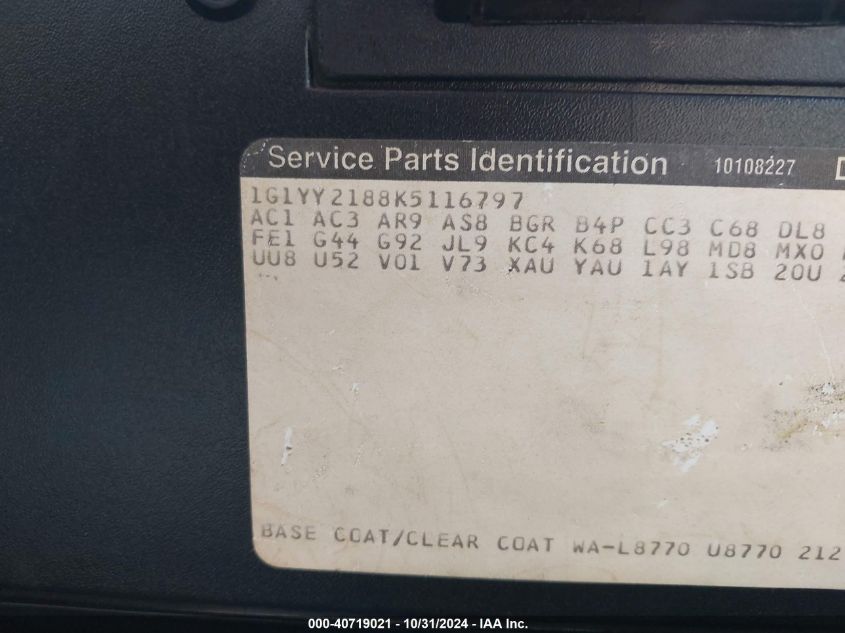 Service Parts Identification 10108227 D
1G1YY2188K5116797
AC1 AC3 AR9 AS8 BGR B4P CC3 C68 DL8
FE1 G44 G92 JL9 KC4 K68 L98 MD8 MX0
UU8 U52 V01 V73 XAU YAU 1AY 1SB 20U
BASE COAT/CLEAR COAT WA-L8770 U8770 212
000-40719021 - 10/31/2024 - IAA Inc.